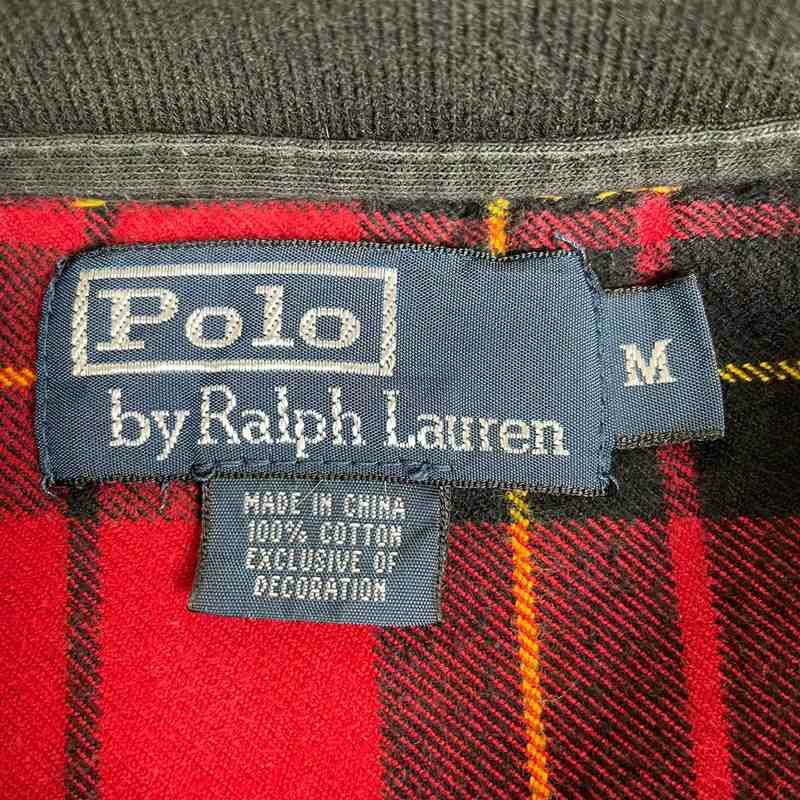 Polo
by Ralph Lauren
M
MADE IN CHINA
100% COTTON
EXCLUSIVE OF
DECORATION